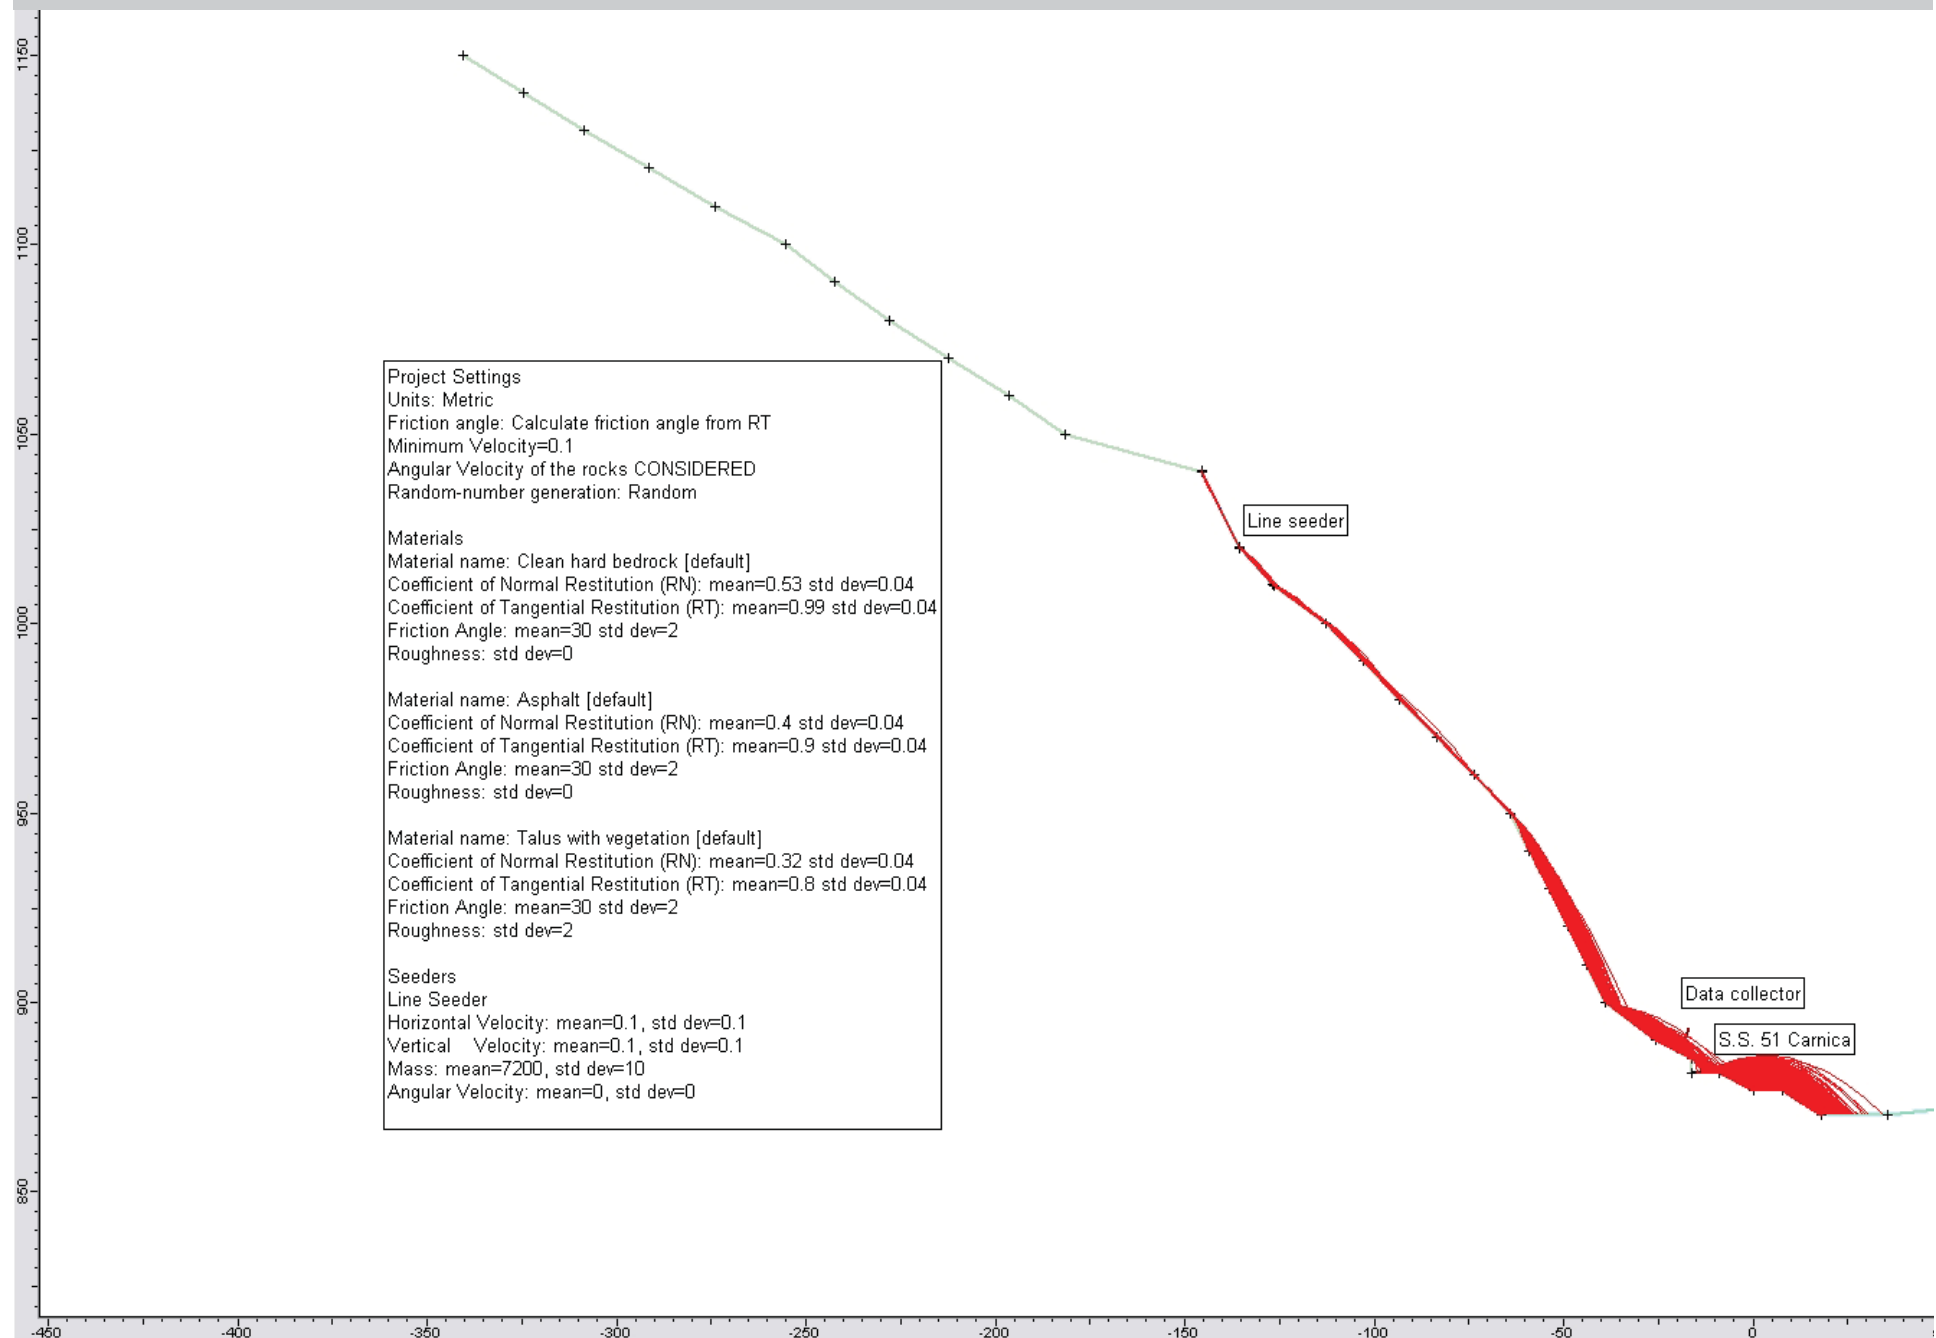 1150
1100
1050
1000
950
900
850
Project Settings
Units: Metric
Friction angle: Calculate friction angle from RT
Minimum Velocity=0.1
Angular Velocity of the rocks CONSIDERED
Random-number generation: Random
Materials
Material name: Clean hard bedrock [default]
Coefficient of Normal Restitution (RN): mean=0.53 std dev=0.04
Coefficient of Tangential Restitution (RT): mean=0.99 std dev=0.04
Friction Angle: mean=30 std dev=2
Roughness: std dev=0
Material name: Asphalt [default]
Coefficient of Normal Restitution (RN): mean=0.4 std dev=0.04
Coefficient of Tangential Restitution (RT): mean=0.9 std dev=0.04
Friction Angle: mean=30 std dev=2
Roughness: std dev=0
Material name: Talus with vegetation [default]
Coefficient of Normal Restitution (RN): mean=0.32 std dev=0.04
Coefficient of Tangential Restitution (RT): mean=0.8 std dev=0.04
Friction Angle: mean=30 std dev=2
Roughness: std dev=2
Seeders
Line Seeder
Horizontal Velocity: mean=0.1, std dev=0.1
Vertical Velocity: mean=0.1, std dev=0.1
Mass: mean=7200, std dev=10
Angular Velocity: mean=0, std dev=0
Line seeder
Data collector
S.S. 51 Carnica
-450 -400 -350 -300 -250 -200 -150 -100 -50 0